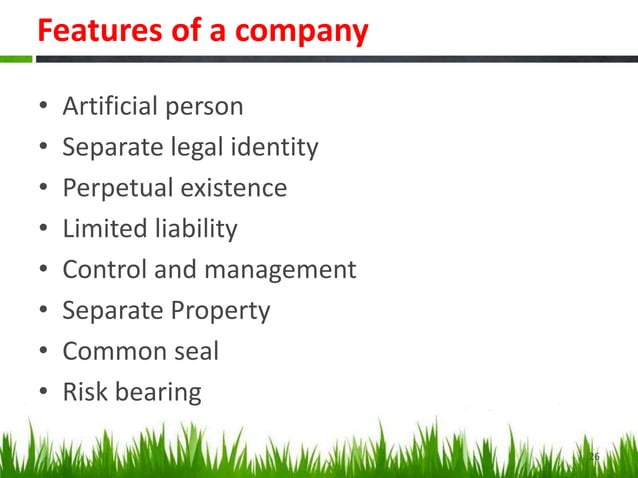 Features of a company
• Artificial person
• Separate legal identity
• Perpetual existence
• Limited liability
• Control and management
• Separate Property
• Common seal
• Risk bearing
26